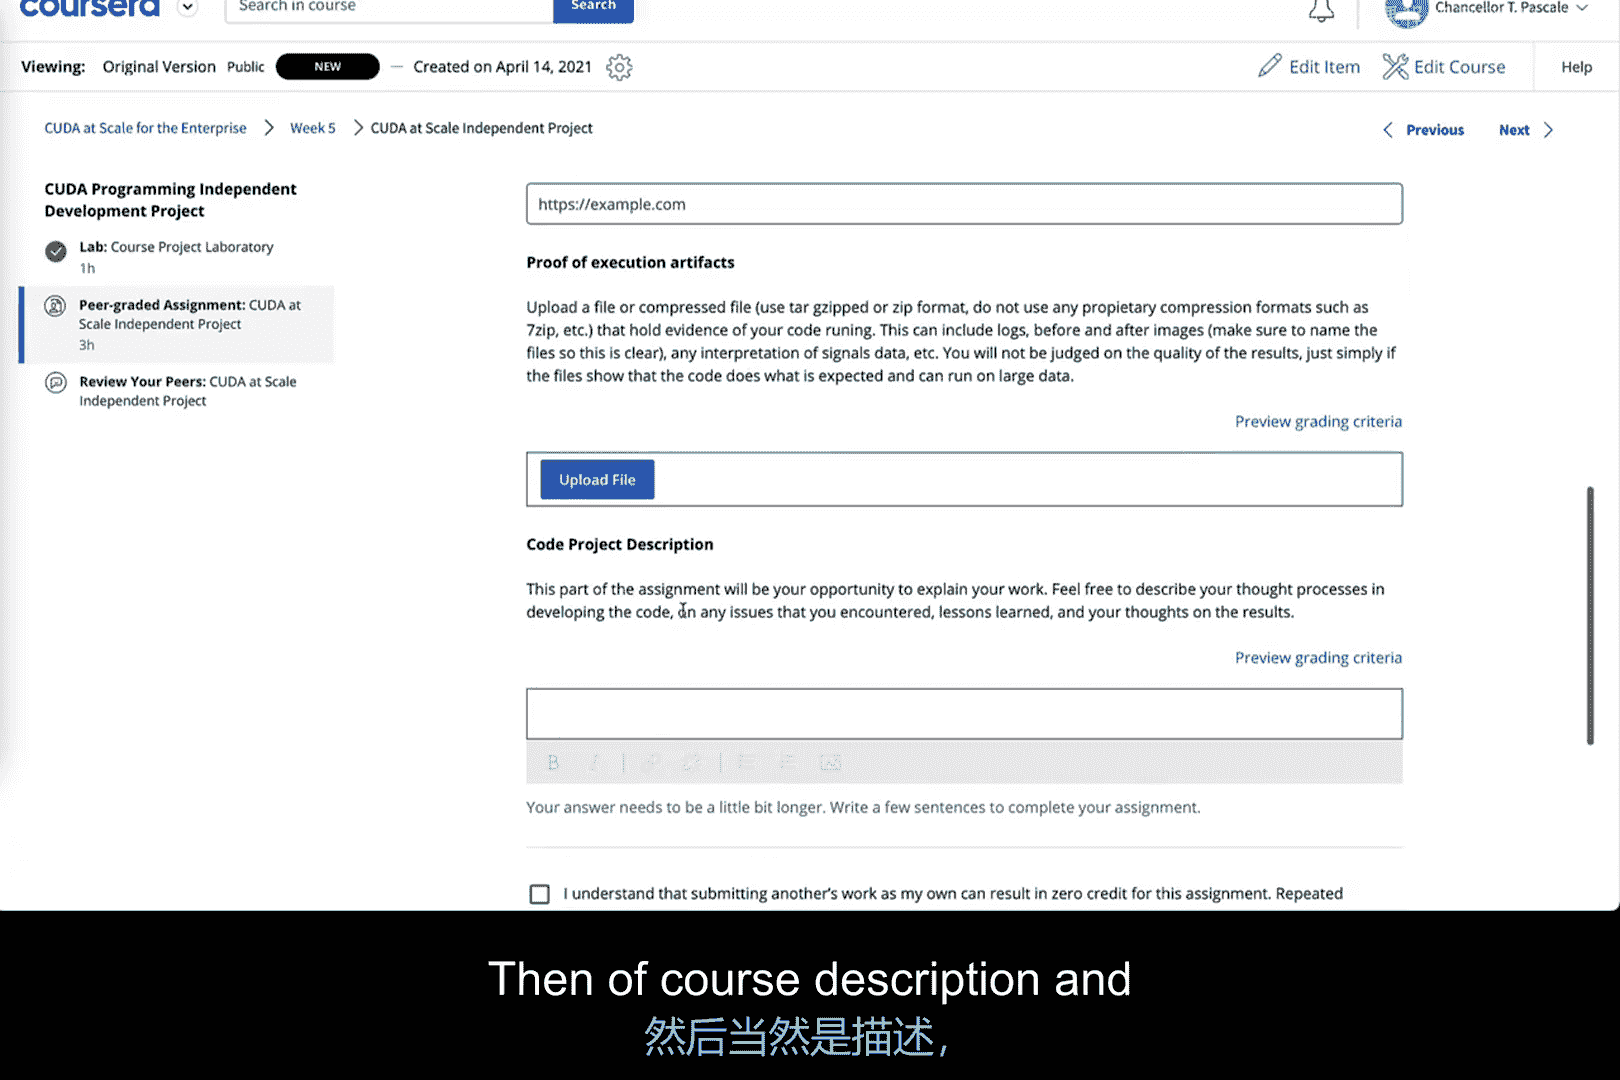 coursera
Search in course
Search
Chancellor T. Pascale
Viewing: Original Version Public NEW — Created on April 14, 2021
Edit Item
Edit Course
Help
CUDA at Scale for the Enterprise > Week 5 > CUDA at Scale Independent Project
Previous
Next
CUDA Programming Independent
Development Project
Lab: Course Project Laboratory
1h
Peer-graded Assignment: CUDA at
Scale Independent Project
3h
Review Your Peers: CUDA at Scale
Independent Project
https://example.com
Proof of execution artifacts
Upload a file or compressed file (use tar gzipped or zip format, do not use any propietary compression formats such as
7zip, etc.) that hold evidence of your code runing. This can include logs, before and after images (make sure to name the
files so this is clear), any interpretation of signals data, etc. You will not be judged on the quality of the results, just simply if
the files show that the code does what is expected and can run on large data.
Preview grading criteria
Upload File
Code Project Description
This part of the assignment will be your opportunity to explain your work. Feel free to describe your thought processes in
developing the code, in any issues that you encountered, lessons learned, and your thoughts on the results.
Preview grading criteria
B I
Your answer needs to be a little bit longer. Write a few sentences to complete your assignment.
I understand that submitting another's work as my own can result in zero credit for this assignment. Repeated
Then of course description and
然后当然是描述，